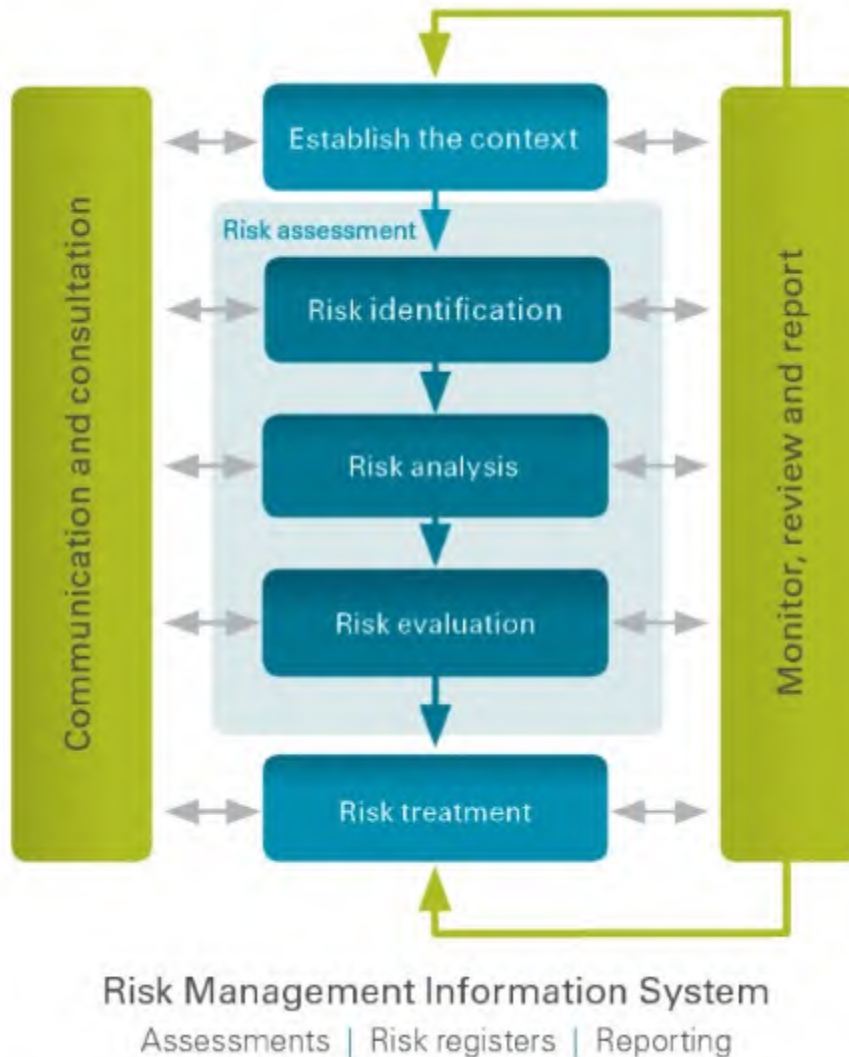 Establish the context
Communication and consultation
Risk assessment
Risk identification
Risk analysis
Risk evaluation
Risk treatment
Monitor, review and report
Risk Management Information System
Assessments | Risk registers | Reporting